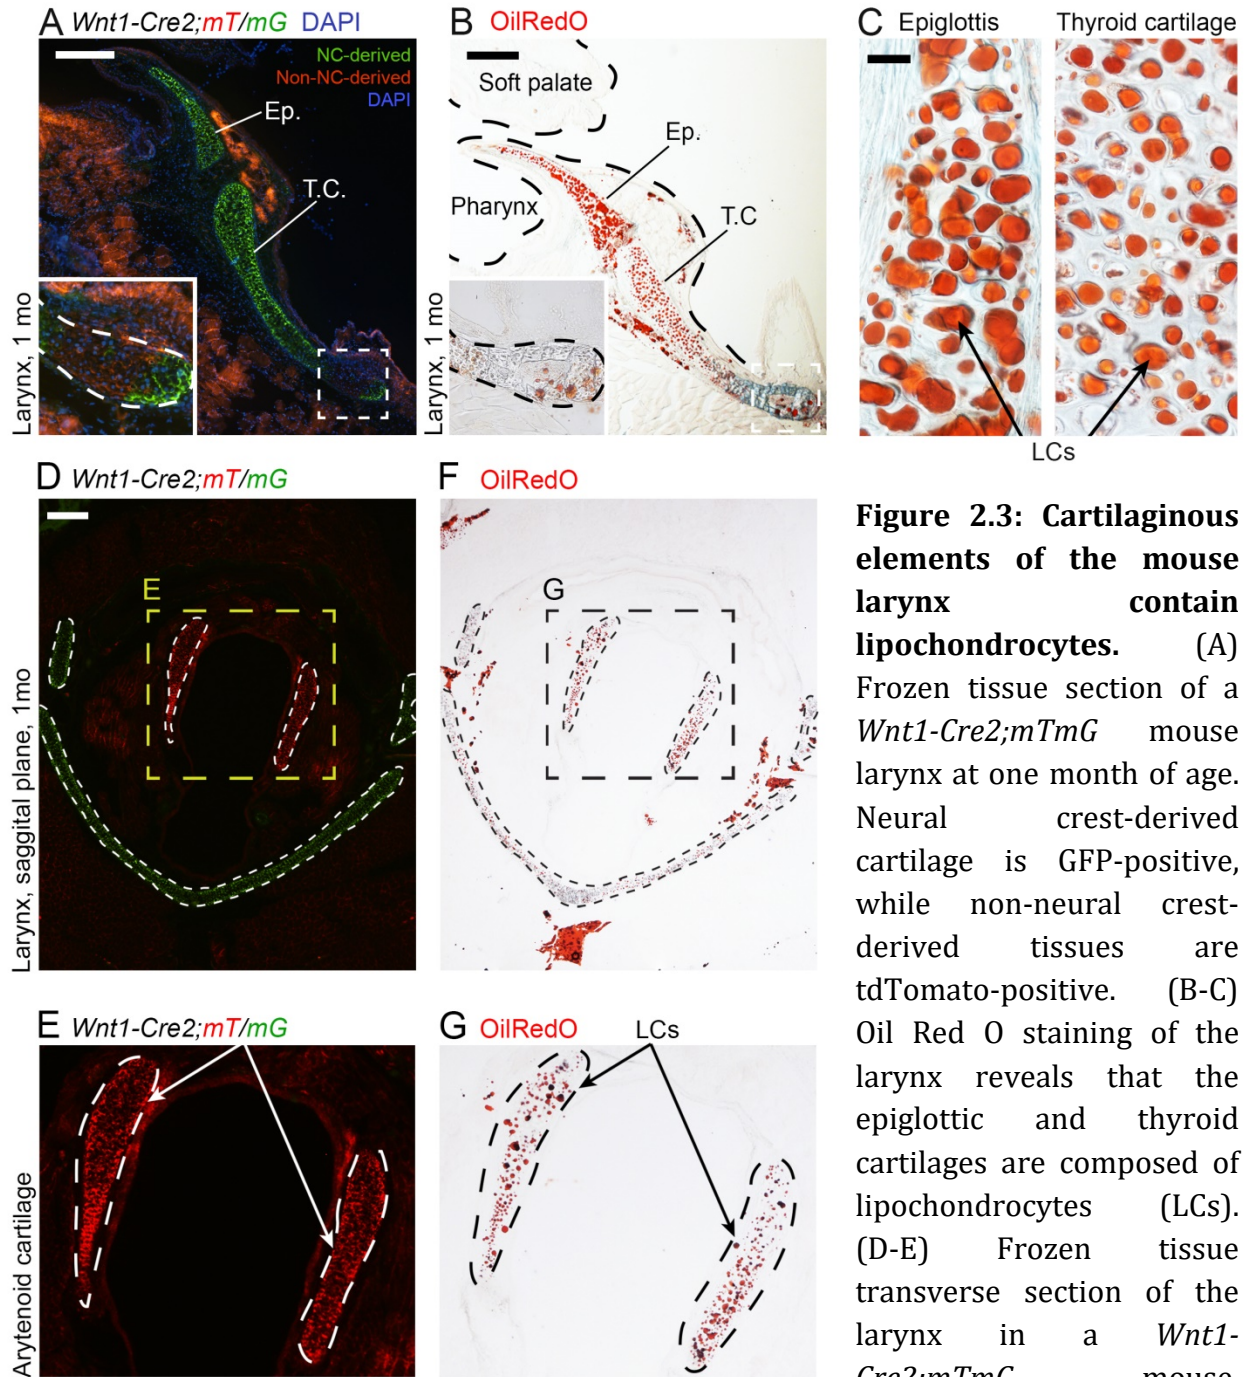 A Wnt1-Cre2;mT/mG DAPI
NC-derived
Non-NC-derived
DAPI
Ep.
T.C.
Larynx, 1 mo
B OilRedO
Soft palate
Ep.
Pharynx
T.C
Larynx, 1 mo
C Epiglottis Thyroid cartilage
LCs
D Wnt1-Cre2;mT/mG
E
Larynx, saggital plane, 1mo
F OilRedO
G
E Wnt1-Cre2;mT/mG
Arytenoid cartilage
G OilRedO LCs
Figure 2.3: Cartilaginous
elements of the mouse
larynx contain
lipochondrocytes. (A)
Frozen tissue section of a
Wnt1-Cre2;mTmG mouse
larynx at one month of age.
Neural crest-derived
cartilage is GFP-positive,
while non-neural crest-
derived tissues are
tdTomato-positive. (B-C)
Oil Red O staining of the
larynx reveals that the
epiglottic and thyroid
cartilages are composed of
lipochondrocytes (LCs).
(D-E) Frozen tissue
transverse section of the
larynx in a Wnt1-
Cre2;mTmG mouse